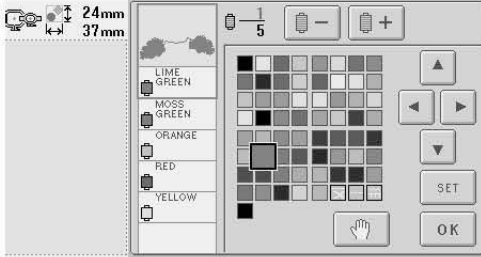 24mm
37mm
1
5
−
+
LIME
GREEN
MOSS
GREEN
ORANGE
RED
YELLOW
SET
OK